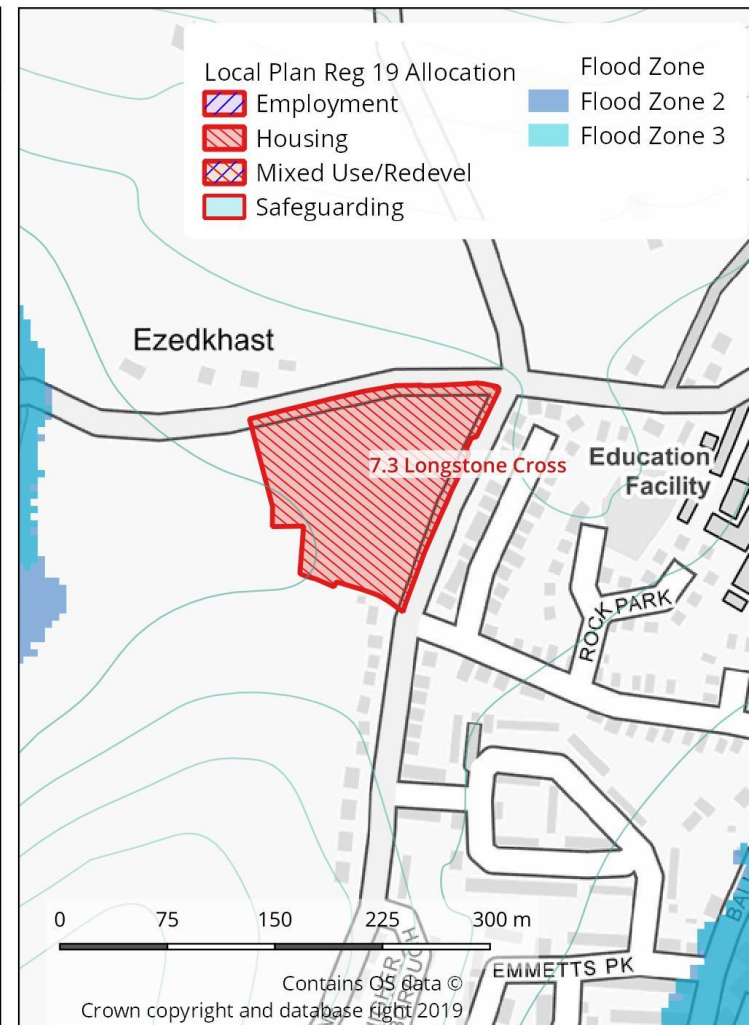 Local Plan Reg 19 Allocation
Employment
Housing
Mixed Use/Redevel
Safeguarding
Flood Zone
Flood Zone 2
Flood Zone 3
Ezedkhast
7.3 Longstone Cross
Education
Facility
ROCK PARK
0 75 150 225 300 m
EMMETTS PK
Contains OS data ©
Crown copyright and database right 2019